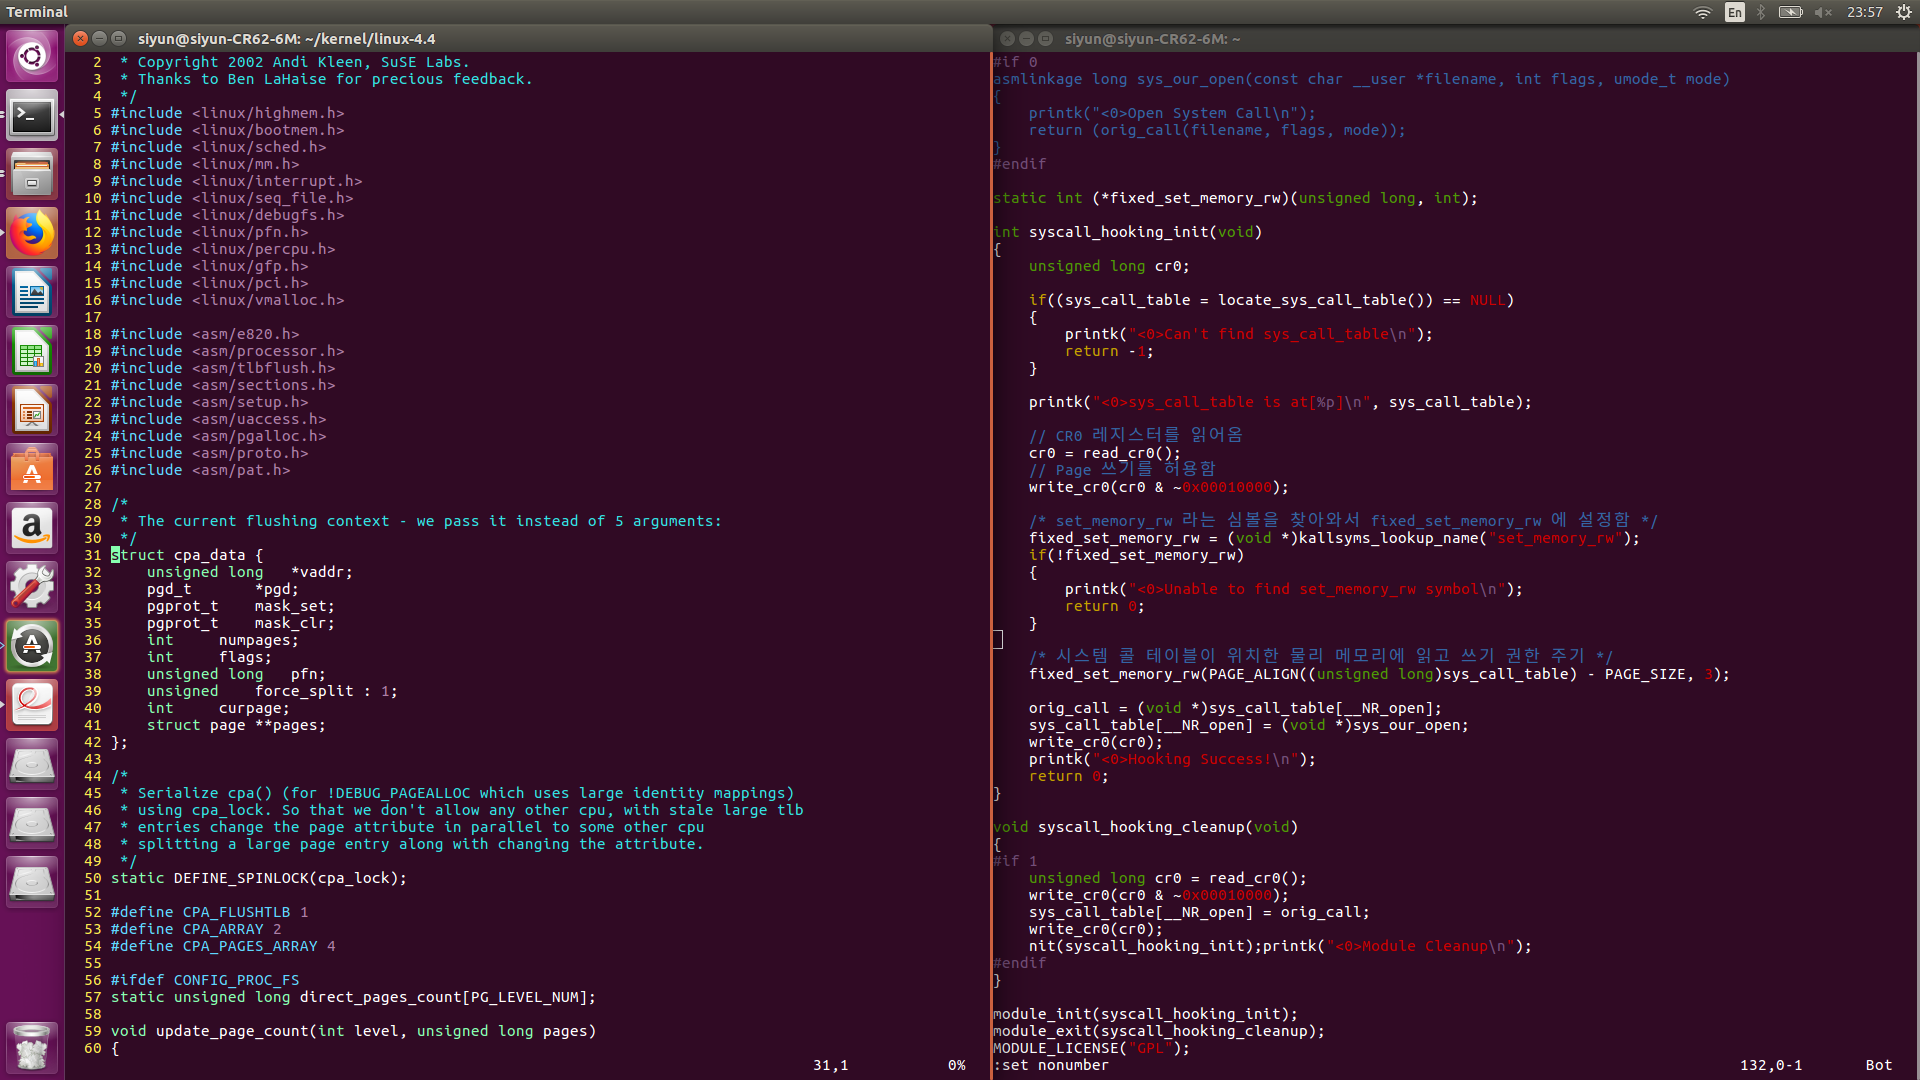 Terminal
En
23:57
siyun@siyun-CR62-6M: ~/kernel/linux-4.4
2  * Copyright 2002 Andi Kleen, SuSE Labs.
3  * Thanks to Ben LaHaise for precious feedback.
4  */
5 #include <linux/highmem.h>
6 #include <linux/bootmem.h>
7 #include <linux/sched.h>
8 #include <linux/mm.h>
9 #include <linux/interrupt.h>
10 #include <linux/seq_file.h>
11 #include <linux/debugfs.h>
12 #include <linux/pfn.h>
13 #include <linux/percpu.h>
14 #include <linux/gfp.h>
15 #include <linux/pci.h>
16 #include <linux/vmalloc.h>
17
18 #include <asm/e820.h>
19 #include <asm/processor.h>
20 #include <asm/tlbflush.h>
21 #include <asm/sections.h>
22 #include <asm/setup.h>
23 #include <asm/uaccess.h>
24 #include <asm/pgalloc.h>
25 #include <asm/proto.h>
26 #include <asm/pat.h>
27
28 /*
29  * The current flushing context - we pass it instead of 5 arguments:
30  */
31 struct cpa_data {
32     unsigned long   *vaddr;
33     pgd_t       *pgd;
34     pgprot_t    mask_set;
35     pgprot_t    mask_clr;
36     int     numpages;
37     int     flags;
38     unsigned long   pfn;
39     unsigned    force_split : 1;
40     int     curpage;
41     struct page **pages;
42 };
43
44 /*
45  * Serialize cpa() (for !DEBUG_PAGEALLOC which uses large identity mappings)
46  * using cpa_lock. So that we don't allow any other cpu, with stale large tlb
47  * entries change the page attribute in parallel to some other cpu
48  * splitting a large page entry along with changing the attribute.
49  */
50 static DEFINE_SPINLOCK(cpa_lock);
51
52 #define CPA_FLUSHTLB 1
53 #define CPA_ARRAY 2
54 #define CPA_PAGES_ARRAY 4
55
56 #ifdef CONFIG_PROC_FS
57 static unsigned long direct_pages_count[PG_LEVEL_NUM];
58
59 void update_page_count(int level, unsigned long pages)
60 {
31,1 0%
siyun@siyun-CR62-6M: ~
#if 0
asmlinkage long sys_our_open(const char __user *filename, int flags, umode_t mode)
{
    printk("<0>Open System Call\n");
    return (orig_call(filename, flags, mode));
}
#endif
static int (*fixed_set_memory_rw)(unsigned long, int);
int syscall_hooking_init(void)
{
    unsigned long cr0;
    if((sys_call_table = locate_sys_call_table()) == NULL)
    {
        printk("<0>Can't find sys_call_table\n");
        return -1;
    }
    printk("<0>sys_call_table is at[%p]\n", sys_call_table);
    // CR0 레지스터를 읽어옴
    cr0 = read_cr0();
    // Page 쓰기를 허용함
    write_cr0(cr0 & ~0x00010000);
    /* set_memory_rw 라는 심볼을 찾아와서 fixed_set_memory_rw 에 설정함 */
    fixed_set_memory_rw = (void *)kallsyms_lookup_name("set_memory_rw");
    if(!fixed_set_memory_rw)
    {
        printk("<0>Unable to find set_memory_rw symbol\n");
        return 0;
    }
    /* 시스템 콜 테이블이 위치한 물리 메모리에 읽고 쓰기 권한 주기 */
    fixed_set_memory_rw(PAGE_ALIGN((unsigned long)sys_call_table) - PAGE_SIZE, 3);
    orig_call = (void *)sys_call_table[__NR_open];
    sys_call_table[__NR_open] = (void *)sys_our_open;
    write_cr0(cr0);
    printk("<0>Hooking Success!\n");
    return 0;
}
void syscall_hooking_cleanup(void)
{
#if 1
    unsigned long cr0 = read_cr0();
    write_cr0(cr0 & ~0x00010000);
    sys_call_table[__NR_open] = orig_call;
    write_cr0(cr0);
    nit(syscall_hooking_init);printk("<0>Module Cleanup\n");
#endif
}
module_init(syscall_hooking_init);
module_exit(syscall_hooking_cleanup);
MODULE_LICENSE("GPL");
:set nonumber 132,0-1 Bot